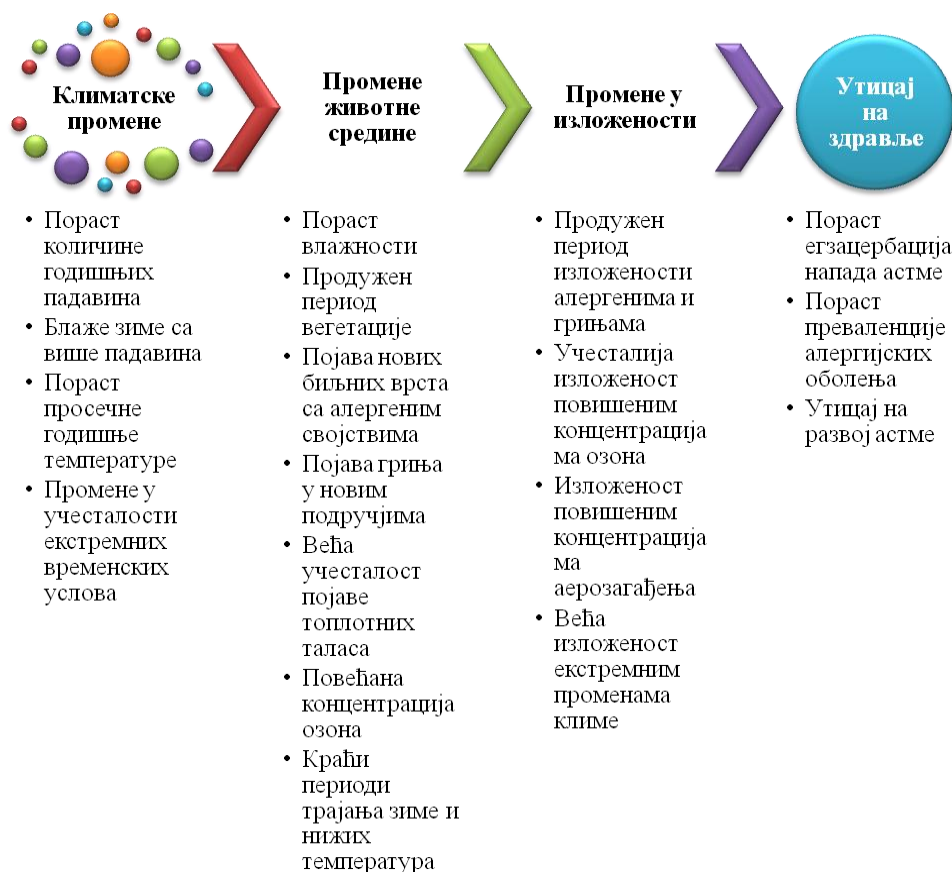 Климатске
промене
Промене
животне
средине
Промене у
изложености
Утицај
на
здравље
• Пораст
количине
годишњих
падавина
• Блаже зиме са
више падавина
• Пораст
просечне
годишње
температуре
• Промене у
учесталости
екстремних
временских
услова
• Пораст
влажности
• Продужен
период
вегетације
• Појава нових
биљних врста
са алергеним
својствима
• Појава гриња
у новим
подручјима
• Већа
учесталост
појаве
топлотних
таласа
• Повећана
концентрација
озона
• Краћи
периоди
трајања зиме и
нижих
температура
• Продужен
период
изложености
алергенима и
грињама
• Учесталија
изложеност
повишеним
концентрација
ма озона
• Изложеност
повишеним
концентрација
ма
аерозагађења
• Већа
изложеност
екстремним
променама
климе
• Пораст
егзацербација
напада астме
• Пораст
преваленције
алергијских
оболења
• Утицај на
развој астме